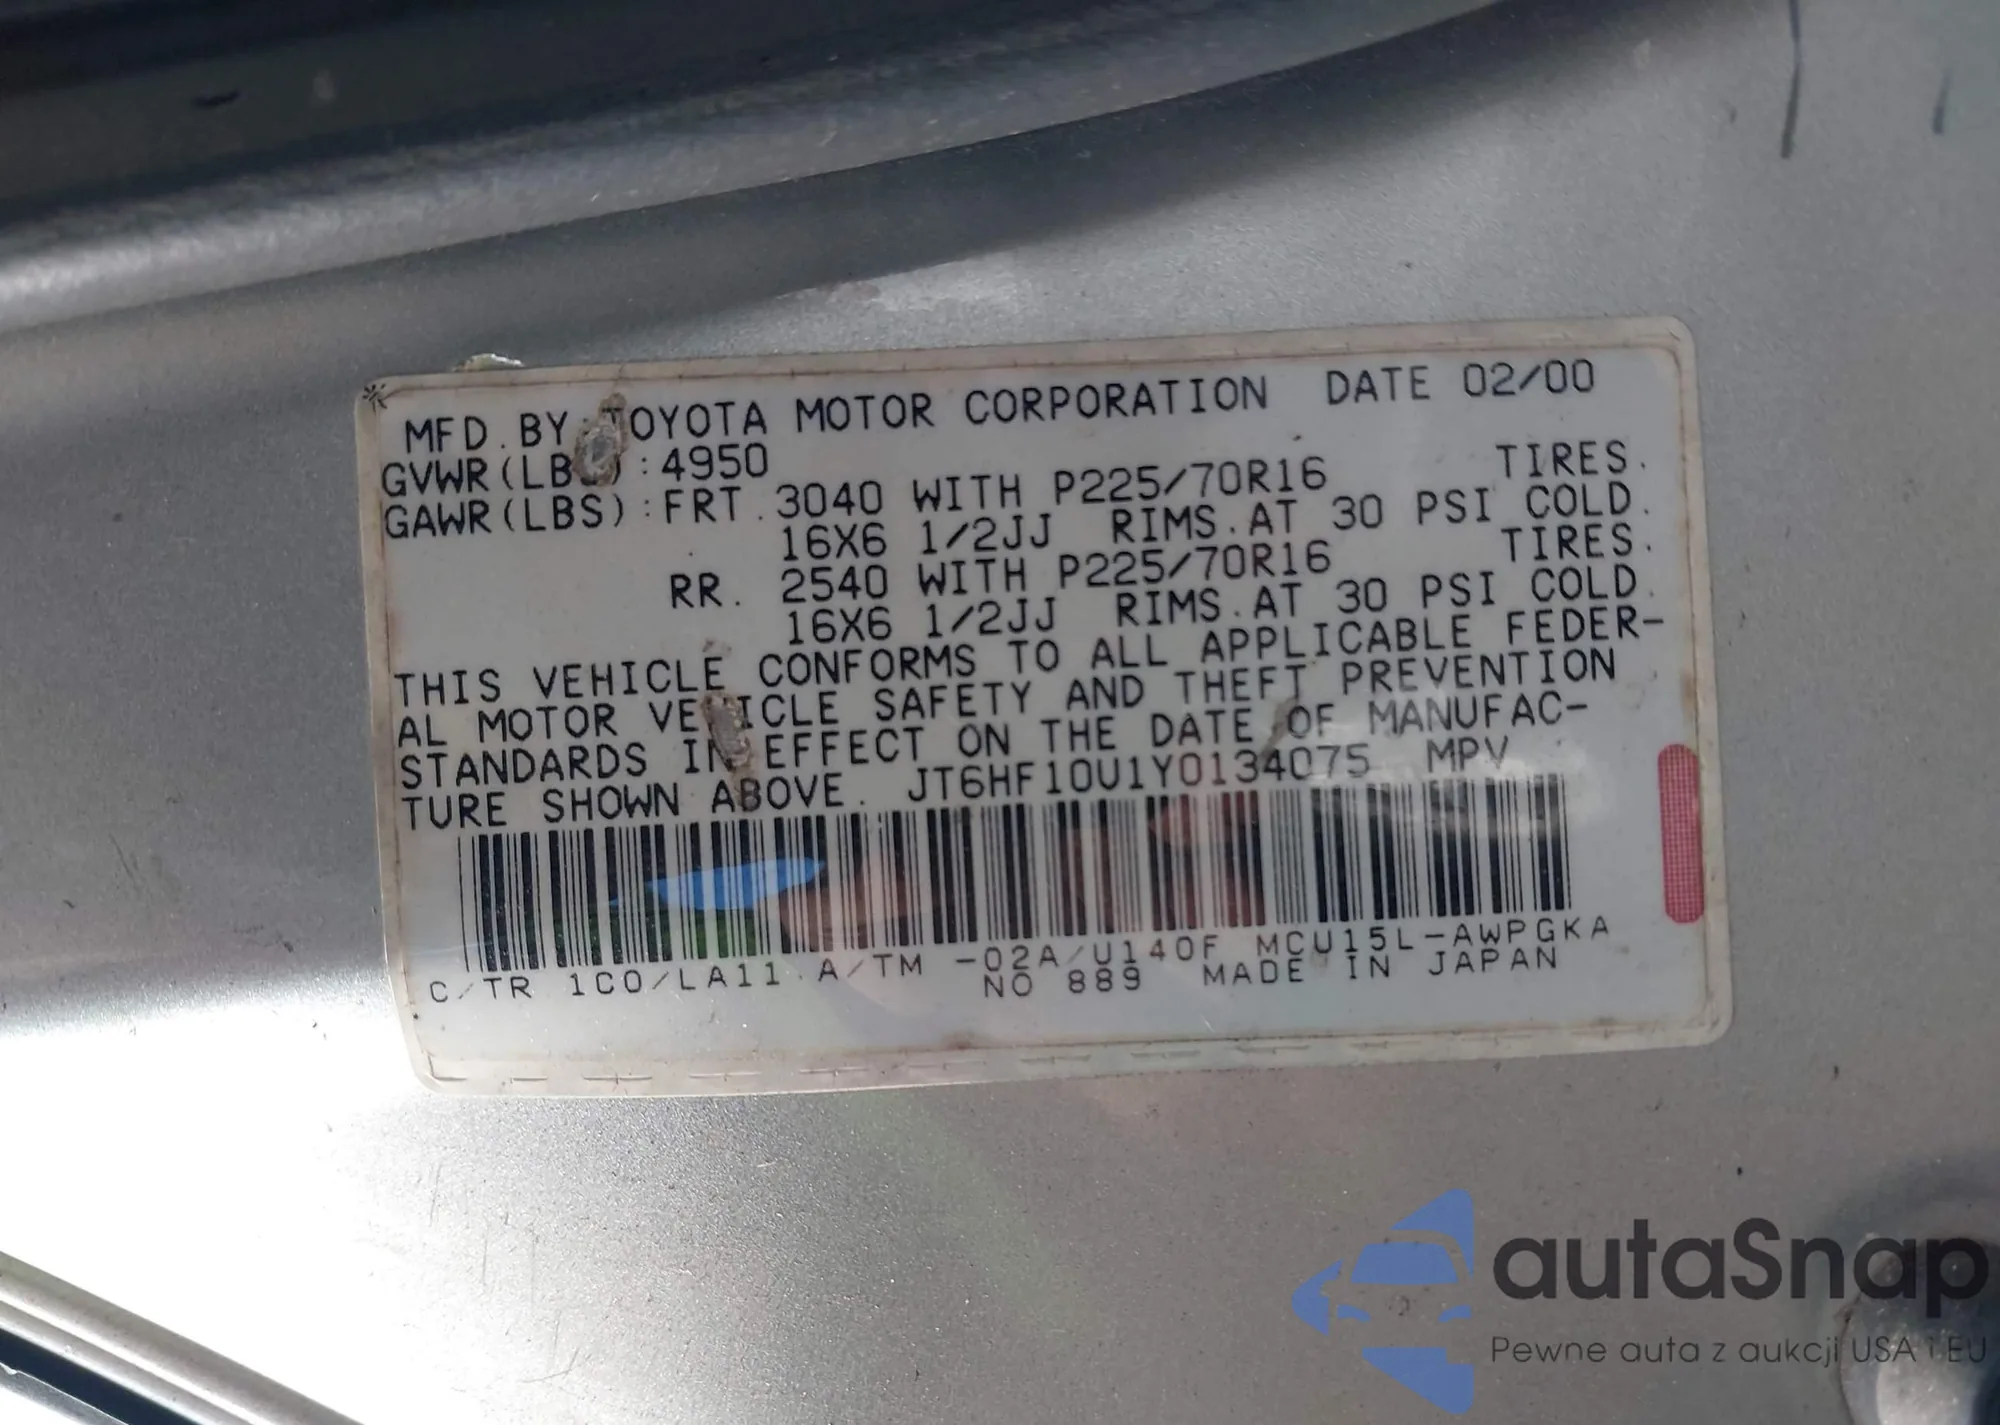 MFD.BY TOYOTA MOTOR CORPORATION DATE 02/00
GVWR(LBS):4950
GAWR(LBS):FRT. 3040 WITH P225/70R16 TIRES.
16X6 1/2JJ RIMS.AT 30 PSI COLD.
RR. 2540 WITH P225/70R16 TIRES.
16X6 1/2JJ RIMS.AT 30 PSI COLD.
THIS VEHICLE CONFORMS TO ALL APPLICABLE FEDER-
AL MOTOR VEHICLE SAFETY AND THEFT PREVENTION
STANDARDS IN EFFECT ON THE DATE OF MANUFAC-
TURE SHOWN ABOVE. JT6HF10U1Y0134075 MPV
C/TR 1C0/LA11 A/TM -02A/U140F MCU15L-AWPGKA
NO 889 MADE IN JAPAN
autaSnap
Pewne auta z aukcji USA i EU